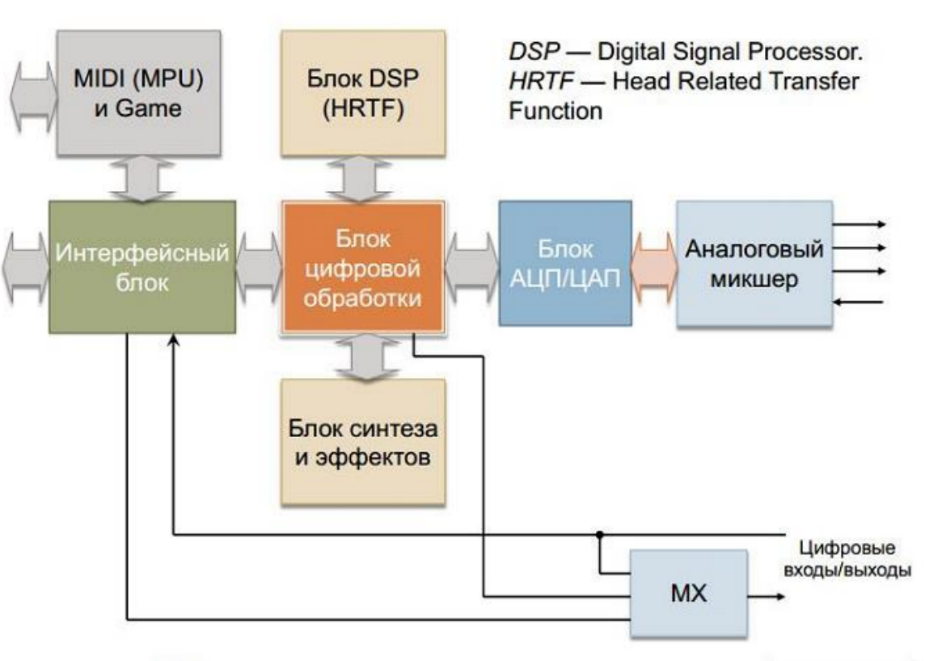 MIDI (MPU)
и Game
Блок DSP
(HRTF)
DSP — Digital Signal Processor.
HRTF — Head Related Transfer
Function
Интерфейсный
блок
Блок
цифровой
обработки
Блок
АЦП/ЦАП
Аналоговый
микшер
Блок синтеза
и эффектов
Цифровые
входы/выходы
MX